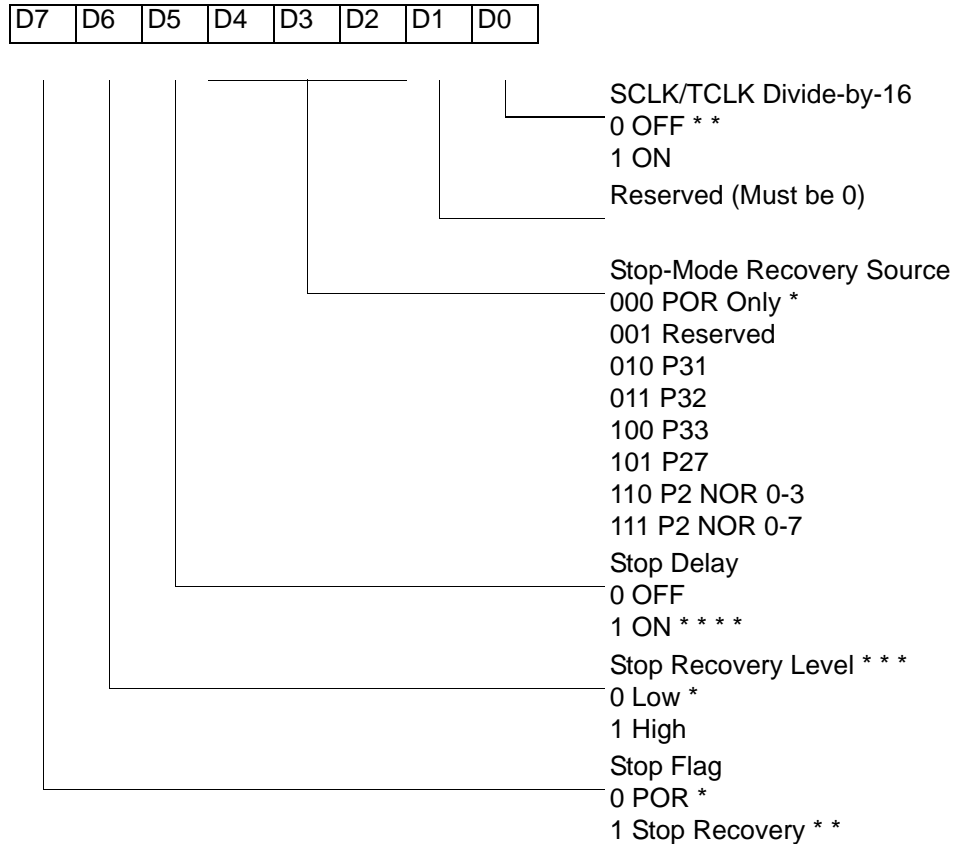 D7 D6 D5 D4 D3 D2 D1 D0
SCLK/TCLK Divide-by-16
0 OFF * *
1 ON
Reserved (Must be 0)
Stop-Mode Recovery Source
000 POR Only *
001 Reserved
010 P31
011 P32
100 P33
101 P27
110 P2 NOR 0-3
111 P2 NOR 0-7
Stop Delay
0 OFF
1 ON * * * *
Stop Recovery Level * * *
0 Low *
1 High
Stop Flag
0 POR *
1 Stop Recovery * *